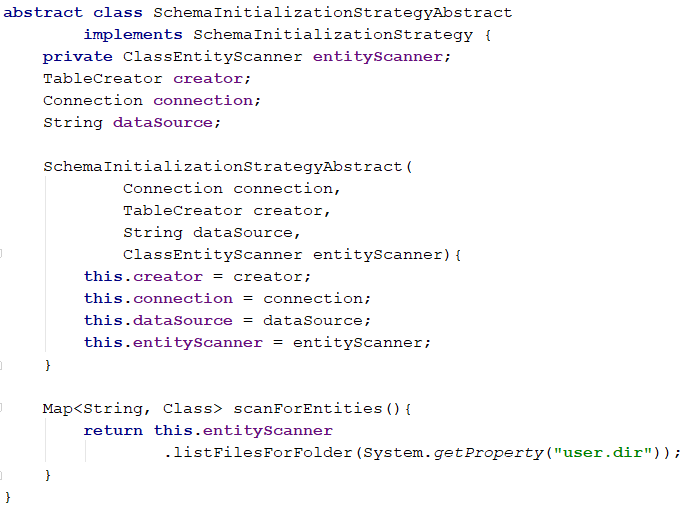 abstract class SchemaInitializationStrategyAbstract
        implements SchemaInitializationStrategy {
    private ClassEntityScanner entityScanner;
    TableCreator creator;
    Connection connection;
    String dataSource;

    SchemaInitializationStrategyAbstract(
            Connection connection,
            TableCreator creator,
            String dataSource,
            ClassEntityScanner entityScanner){
        this.creator = creator;
        this.connection = connection;
        this.dataSource = dataSource;
        this.entityScanner = entityScanner;
    }

    Map<String, Class> scanForEntities(){
        return this.entityScanner
                .listFilesForFolder(System.getProperty("user.dir"));
    }
}